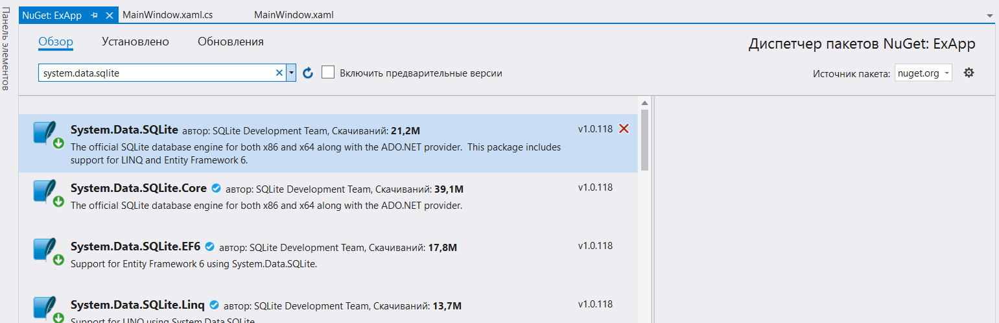 Панель элементов
NuGet: ExApp
MainWindow.xaml.cs
MainWindow.xaml
Обзор
Установлено
Обновления
Диспетчер пакетов NuGet: ExApp
system.data.sqlite
Включить предварительные версии
Источник пакета: nuget.org
System.Data.SQLite автор: SQLite Development Team, Скачиваний: 21,2M
v1.0.118
The official SQLite database engine for both x86 and x64 along with the ADO.NET provider. This package includes
support for LINQ and Entity Framework 6.
System.Data.SQLite.Core автор: SQLite Development Team, Скачиваний: 39,1M
v1.0.118
The official SQLite database engine for both x86 and x64 along with the ADO.NET provider.
System.Data.SQLite.EF6 автор: SQLite Development Team, Скачиваний: 17,8M
v1.0.118
Support for Entity Framework 6 using System.Data.SQLite.
System.Data.SQLite.Linq автор: SQLite Development Team, Скачиваний: 13,7M
v1.0.118
Support for LINQ using System.Data.SQLite.